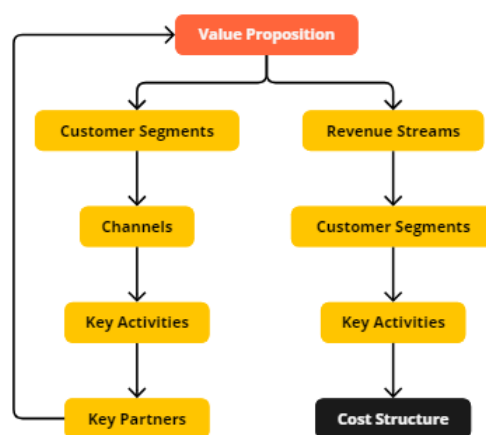 Value Proposition
Customer Segments
Revenue Streams
Channels
Customer Segments
Key Activities
Key Activities
Key Partners
Cost Structure